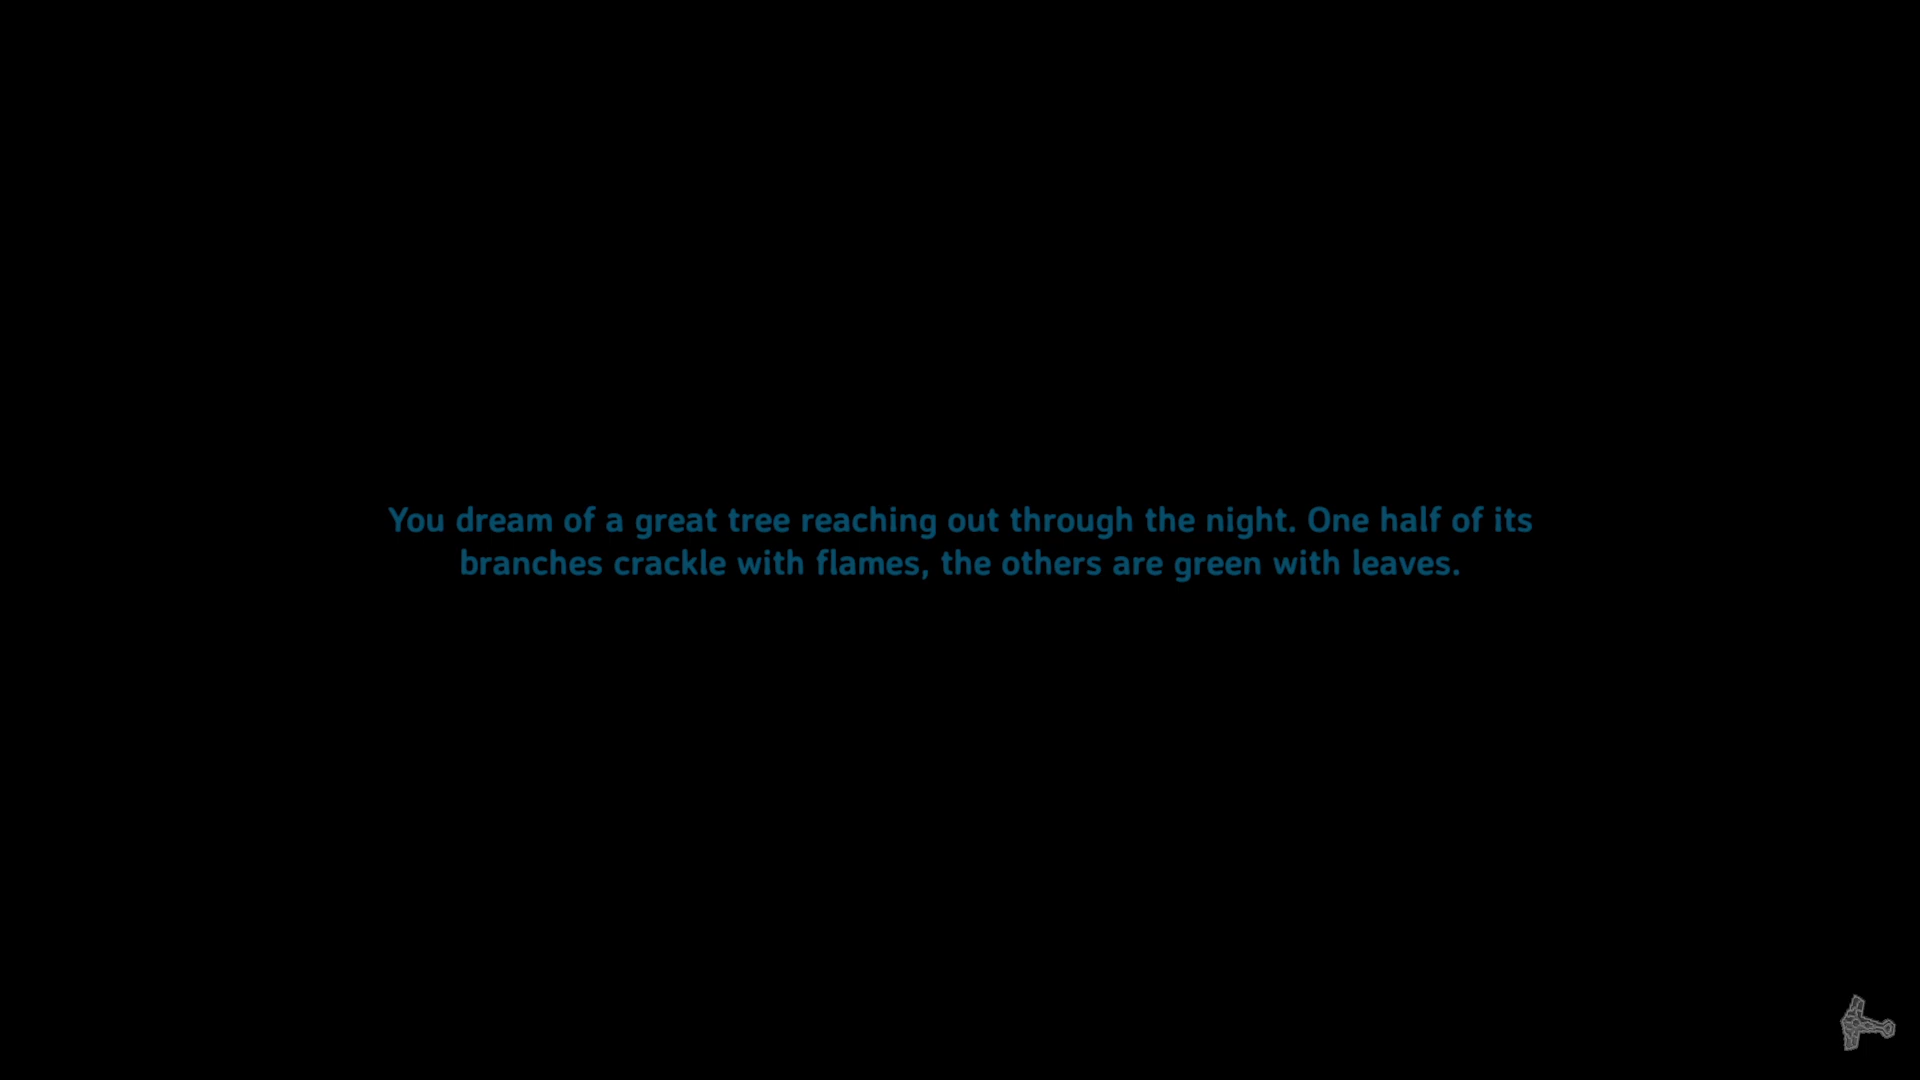 You dream of a great tree reaching out through the night. One half of its
branches crackle with flames, the others are green with leaves.